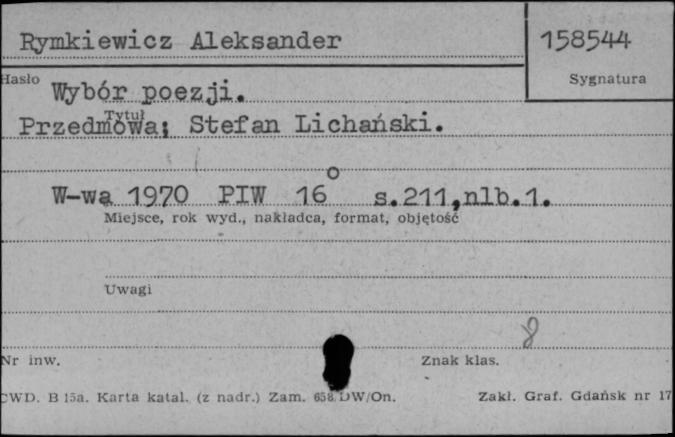 Rymkiewicz Aleksander
158544
Hasło
Sygnatura
Wybór poezji.
Tytuł
Przedmowa; Stefan Lichański.
W-wa 1970 PIW 16° s.211,nlb.1.
Miejsce, rok wyd., nakładca, format, objętość
Uwagi
Nr inw.
Znak klas.
CWD. B 15a. Karta katal. (z nadr.) Zam. 658/DW/On.
Zakł. Graf. Gdańsk nr 17